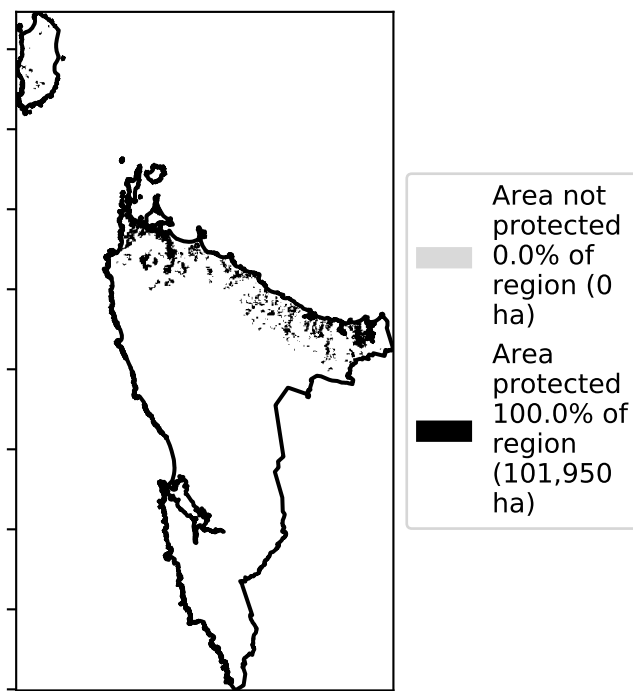 Area not
protected
0.0% of
region (0
ha)
Area
protected
100.0% of
region
(101,950
ha)